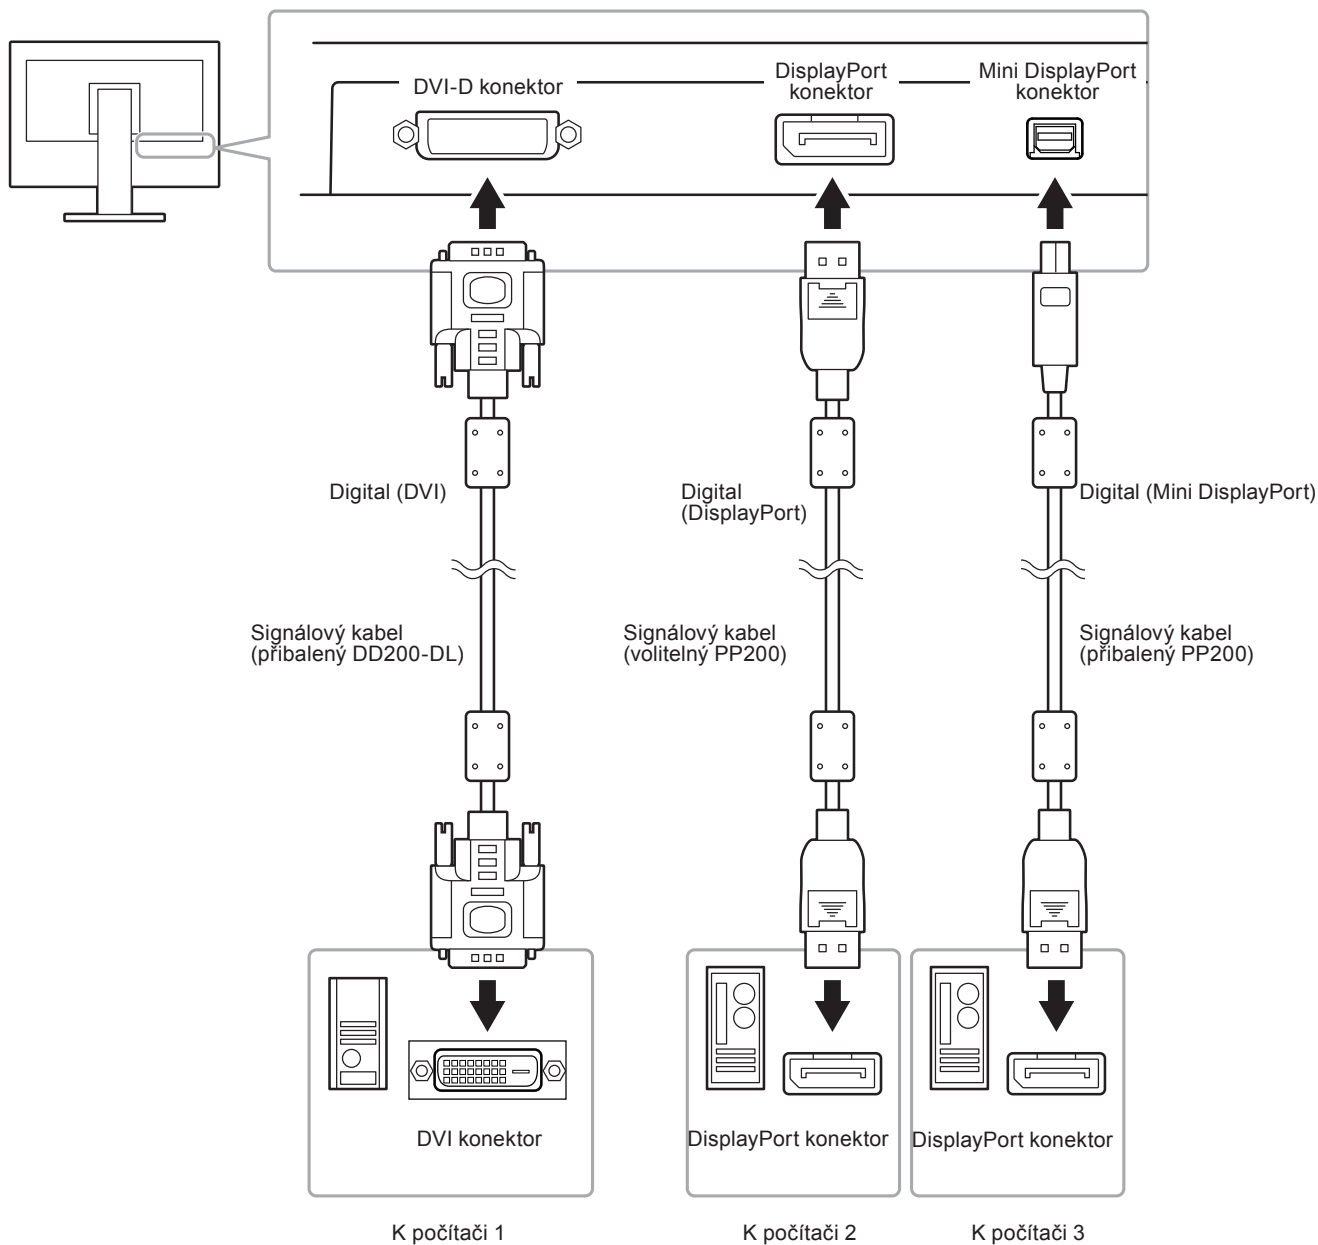 DVI-D konektor
DisplayPort
konektor
Mini DisplayPort
konektor
Digital (DVI)
Digital
(DisplayPort)
Digital (Mini DisplayPort)
Signálový kabel
(přibalený DD200-DL)
Signálový kabel
(volitelný PP200)
Signálový kabel
(přibalený PP200)
DVI konektor
DisplayPort konektor
DisplayPort konektor
K počítači 1
K počítači 2
K počítači 3